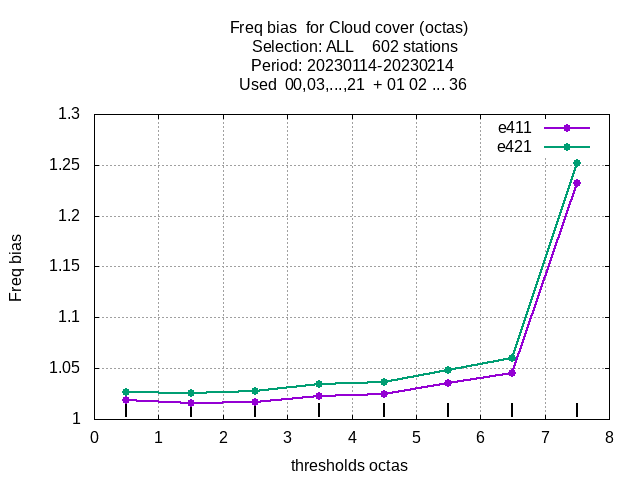 Freq bias  for Cloud cover (octas)
Selection: ALL    602 stations
Period: 20230114-20230214
Used  00,03,...,21  + 01 02 ... 36
e411
e421
1.3
1.25
1.2
1.15
1.1
1.05
1
Freq bias
0 1 2 3 4 5 6 7 8
thresholds octas